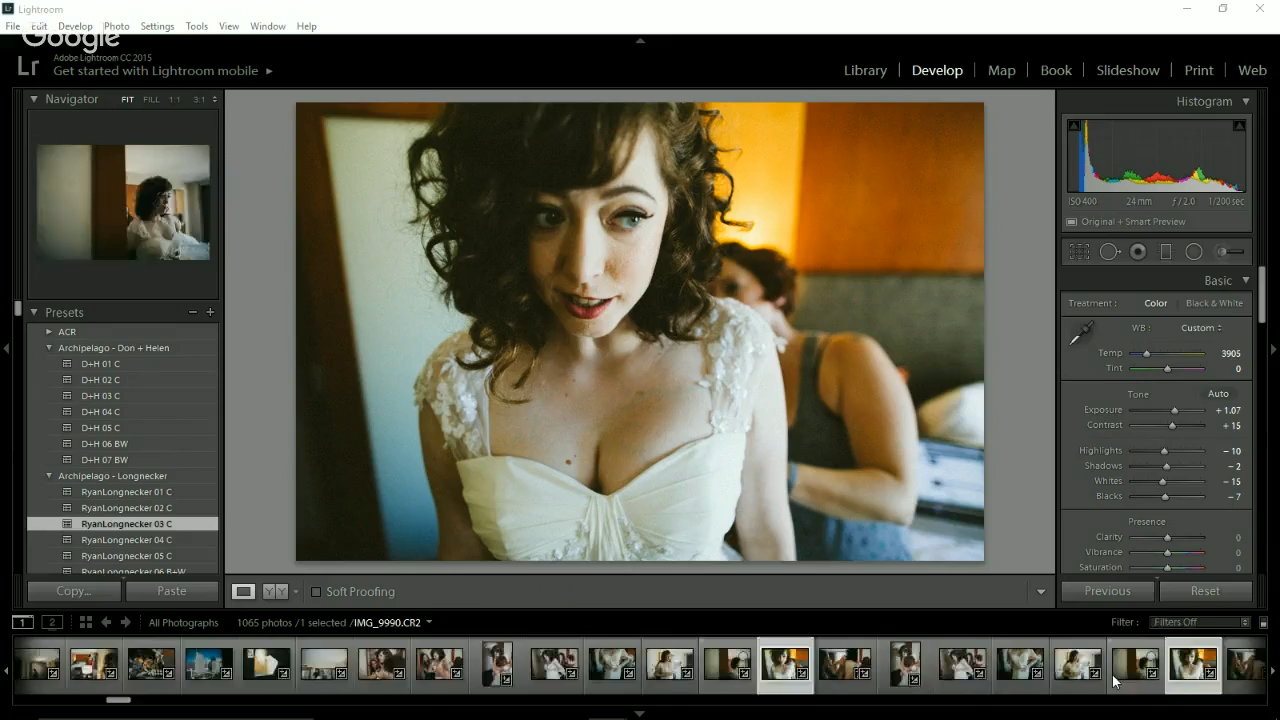 Lightroom
File Edit Develop Photo Settings Tools View Window Help
Google
Lr
Adobe Lightroom CC 2015
Get started with Lightroom mobile
Library Develop Map Book Slideshow Print Web
Navigator FIT FILL 1:1 3:1
Histogram
ISO 400 24 mm ƒ / 2.0 1/200 sec
Original + Smart Preview
Basic
Treatment : Color Black & White
WB : Custom
Temp 3905
Tint 0
Tone Auto
Exposure + 1.07
Contrast + 15
Highlights − 10
Shadows − 2
Whites − 15
Blacks − 7
Presence
Clarity 0
Vibrance 0
Saturation 0
Previous Reset
Presets
ACR
Archipelago - Don + Helen
D+H 01 C
D+H 02 C
D+H 03 C
D+H 04 C
D+H 05 C
D+H 06 BW
D+H 07 BW
Archipelago - Longnecker
RyanLongnecker 01 C
RyanLongnecker 02 C
RyanLongnecker 03 C
RyanLongnecker 04 C
RyanLongnecker 05 C
RyanLongnecker 06 B+W
Copy... Paste
Soft Proofing
1 2 All Photographs 1065 photos / 1 selected / IMG_9990.CR2
Filter : Filters Off